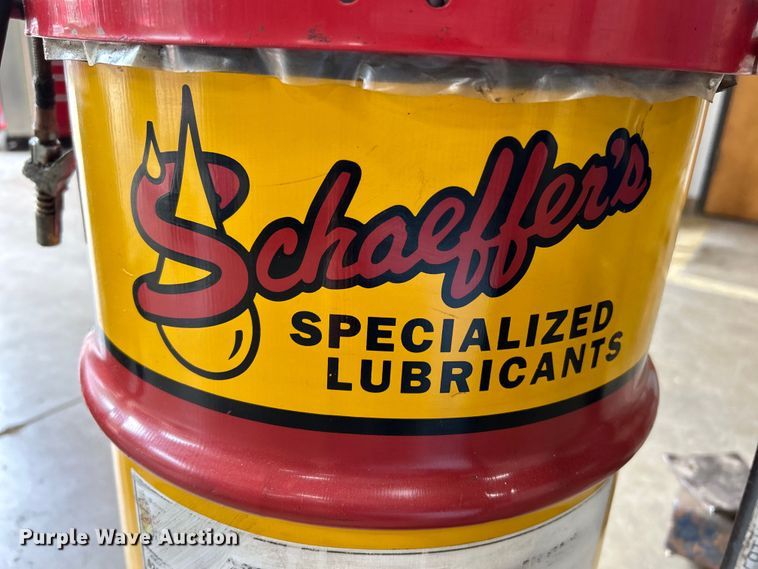 Schaeffer's
SPECIALIZED
LUBRICANTS
Purple Wave Auction